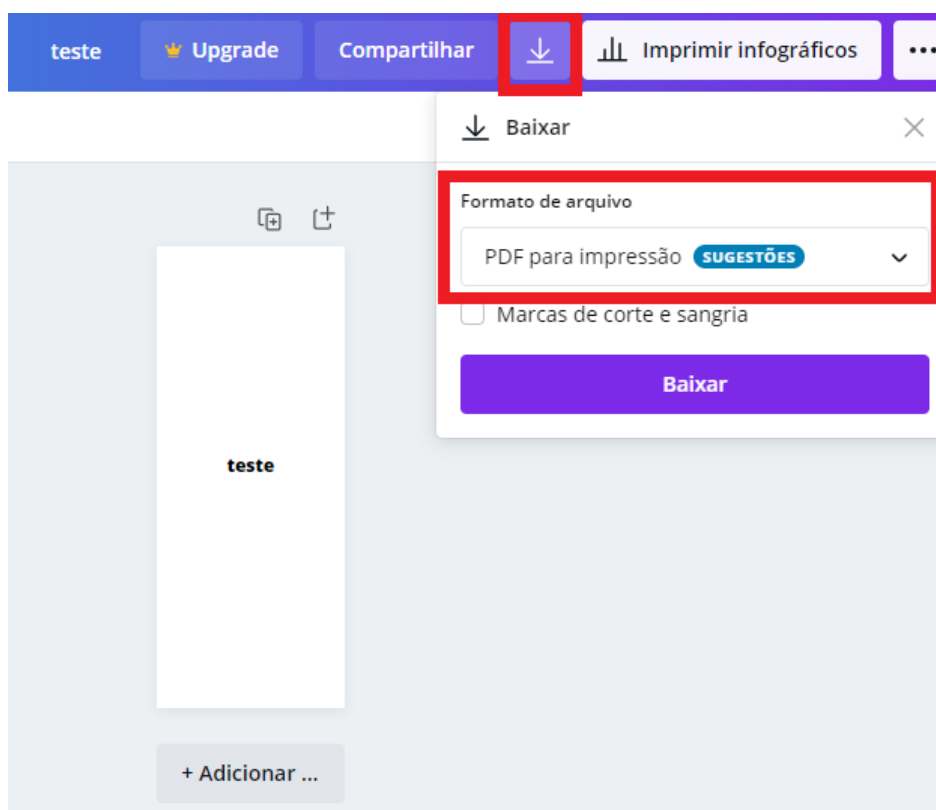 teste Upgrade Compartilhar Imprimir infográficos
Baixar
Formato de arquivo
PDF para impressão SUGESTÕES
Marcas de corte e sangria
Baixar
teste
+ Adicionar ...